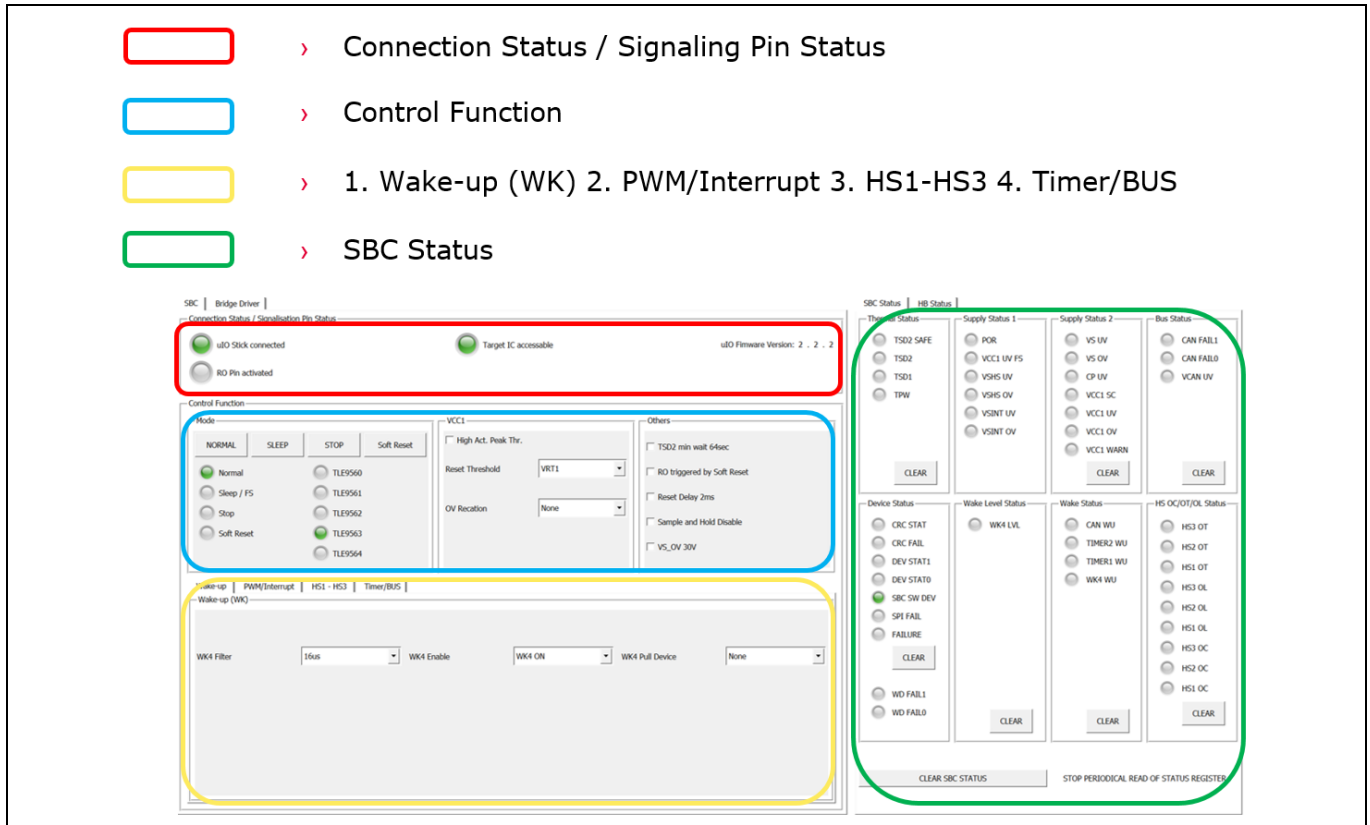 › Connection Status / Signaling Pin Status
› Control Function
› 1. Wake-up (WK) 2. PWM/Interrupt 3. HS1-HS3 4. Timer/BUS
› SBC Status
SBC Bridge Driver
Connection Status / Signalisation Pin Status
uIO Stick connected
Target IC accessable
uIO Fimware Version: 2 . 2 . 2
RO Pin activated
Control Function
Mode
NORMAL SLEEP STOP Soft Reset
Normal TLE9560
Sleep / FS TLE9561
Stop TLE9562
Soft Reset TLE9563
TLE9564
VCC1
High Act. Peak Thr.
Reset Threshold VRT1
OV Recation None
Others
TSD2 min wait 64sec
RO triggered by Soft Reset
Reset Delay 2ms
Sample and Hold Disable
VS_OV 30V
Wake-up PWM/Interrupt HS1 - HS3 Timer/BUS
Wake-up (WK)
WK4 Filter 16us WK4 Enable WK4 ON WK4 Pull Device None
SBC Status HB Status
Thermal Status
TSD2 SAFE
TSD2
TSD1
TPW
CLEAR
Supply Status 1
POR
VCC1 UV FS
VSHS UV
VSHS OV
VSINT UV
VSINT OV
Supply Status 2
VS UV
VS OV
CP UV
VCC1 SC
VCC1 UV
VCC1 OV
VCC1 WARN
CLEAR
Bus Status
CAN FAIL1
CAN FAIL0
VCAN UV
CLEAR
Device Status
CRC STAT
CRC FAIL
DEV STAT1
DEV STAT0
SBC SW DEV
SPI FAIL
FAILURE
CLEAR
WD FAIL1
WD FAIL0
Wake Level Status
WK4 LVL
CLEAR
Wake Status
CAN WU
TIMER2 WU
TIMER1 WU
WK4 WU
CLEAR
HS OC/OT/OL Status
HS3 OT
HS2 OT
HS1 OT
HS3 OL
HS2 OL
HS1 OL
HS3 OC
HS2 OC
HS1 OC
CLEAR
CLEAR SBC STATUS
STOP PERIODICAL READ OF STATUS REGISTER